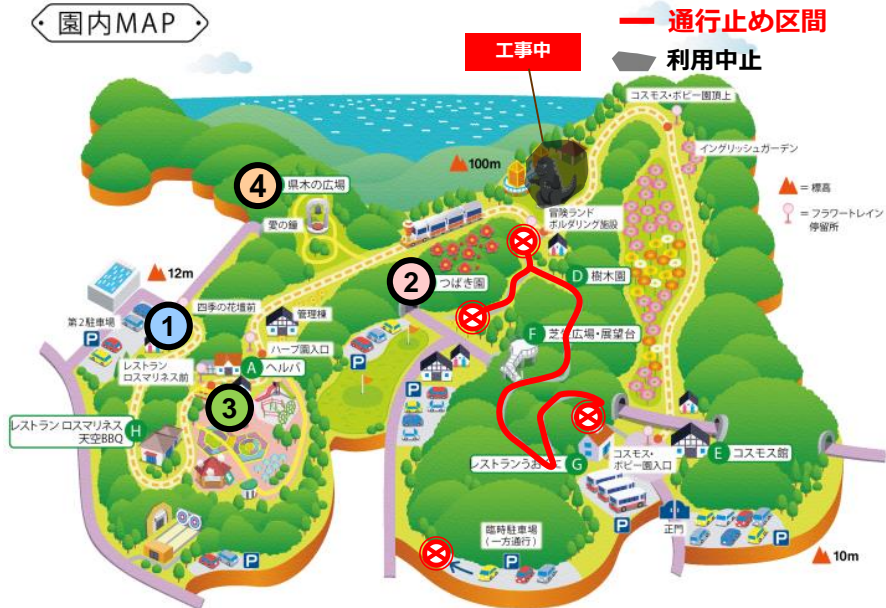 園内MAP
通行止め区間
利用中止
工事中
コスモス・ポピー園頂上
イングリッシュガーデン
100m
= 標高
= フラワートレイン
停留所
4
県木の広場
愛の鐘
冒険ランド
ボルダリング施設
D 樹木園
2
つばき園
12m
四季の花壇前
1
第2駐車場
P
管理棟
ハーブ園入口
P
F 芝生広場・展望台
レストラン
ロスマリネス前
A ヘルバ
P
3
レストラン ロスマリネス
天空BBQ
H
レストランうお
G
コスモス・
ポピー園入口
E コスモス館
P
正門
臨時駐車場
(一方通行)
P
P
P
10m